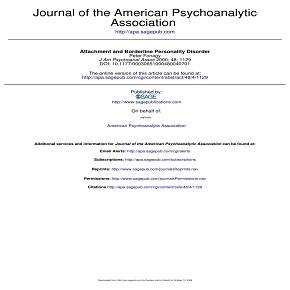 Journal of the American Psychoanalytic
Association
http://apa.sagepub.com
Attachment and Borderline Personality Disorder
Peter Fonagy
J Am Psychoanal Assoc 2000; 48; 1129
DOI: 10.1177/00030651000480040701
The online version of this article can be found at:
http://apa.sagepub.com/cgi/content/abstract/48/4/1129
Published by:
SAGE
http://www.sagepublications.com
On behalf of:
American Psychoanalytic Association
Additional services and information for Journal of the American Psychoanalytic Association can be found at:
Email Alerts: http://apa.sagepub.com/cgi/alerts
Subscriptions: http://apa.sagepub.com/subscriptions
Reprints: http://www.sagepub.com/journalsReprints.nav
Permissions: http://www.sagepub.com/journalsPermissions.nav
Citations http://apa.sagepub.com/cgi/content/refs/48/4/1129